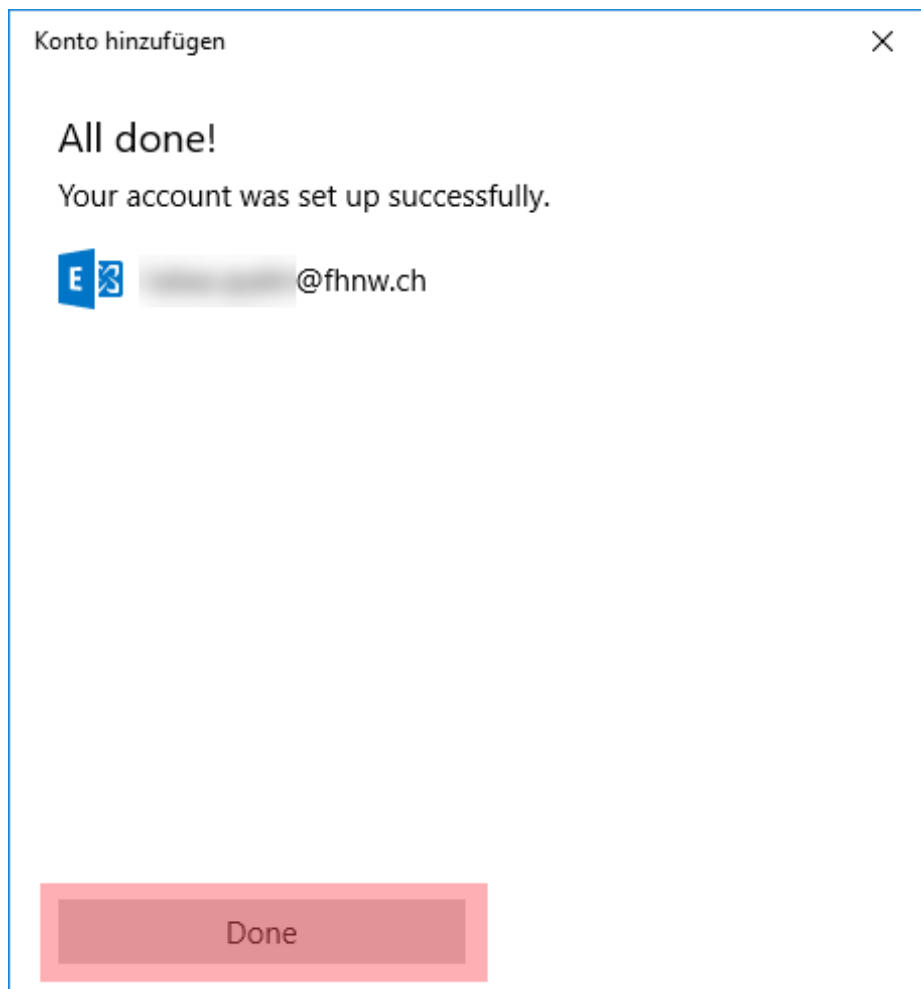 Konto hinzufügen
All done!
Your account was set up successfully.
E @fhnw.ch
Done